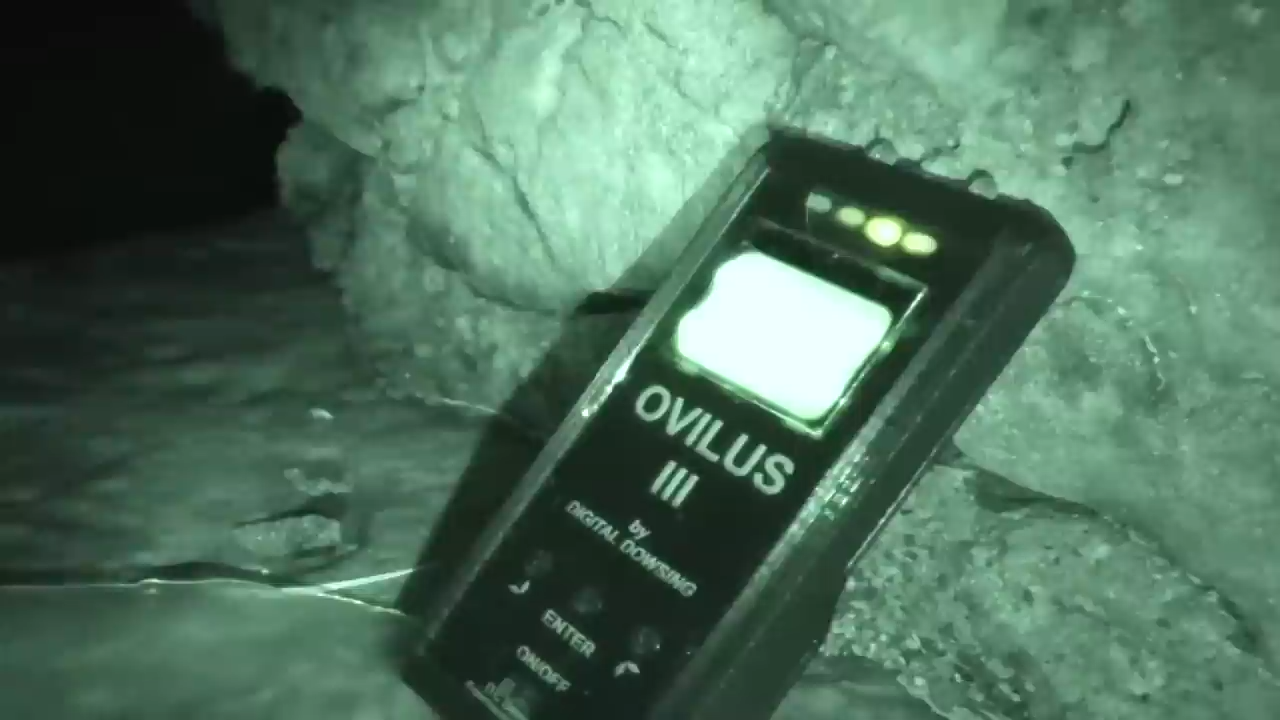 OVILUS
III
by
DIGITAL DOWSING
ENTER
ON/OFF